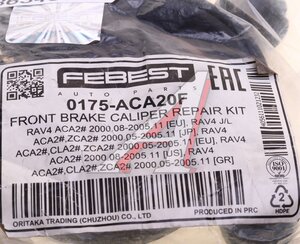 FEBEST
AUTO PARTS
EAC
0175-ACA20F
FRONT BRAKE CALIPER REPAIR KIT
RAV4 ACA2# 2000.08-2005.11 [EU], RAV4 J/L
ACA2#,ZCA2# 2000.05-2005.11 [JP], RAV4
ACA2#,CLA2#,ZCA2# 2000.05-2005.11 [EU], RAV4
ACA2# 2000.08-2005.11 [US], RAV4
ACA2#,CLA2#,ZCA2# 2000.05-2005.11 [GR]
ORITAKA TRADING (CHUZHOU) CO., LTD
PRODUCED IN PRC
2
HDPE